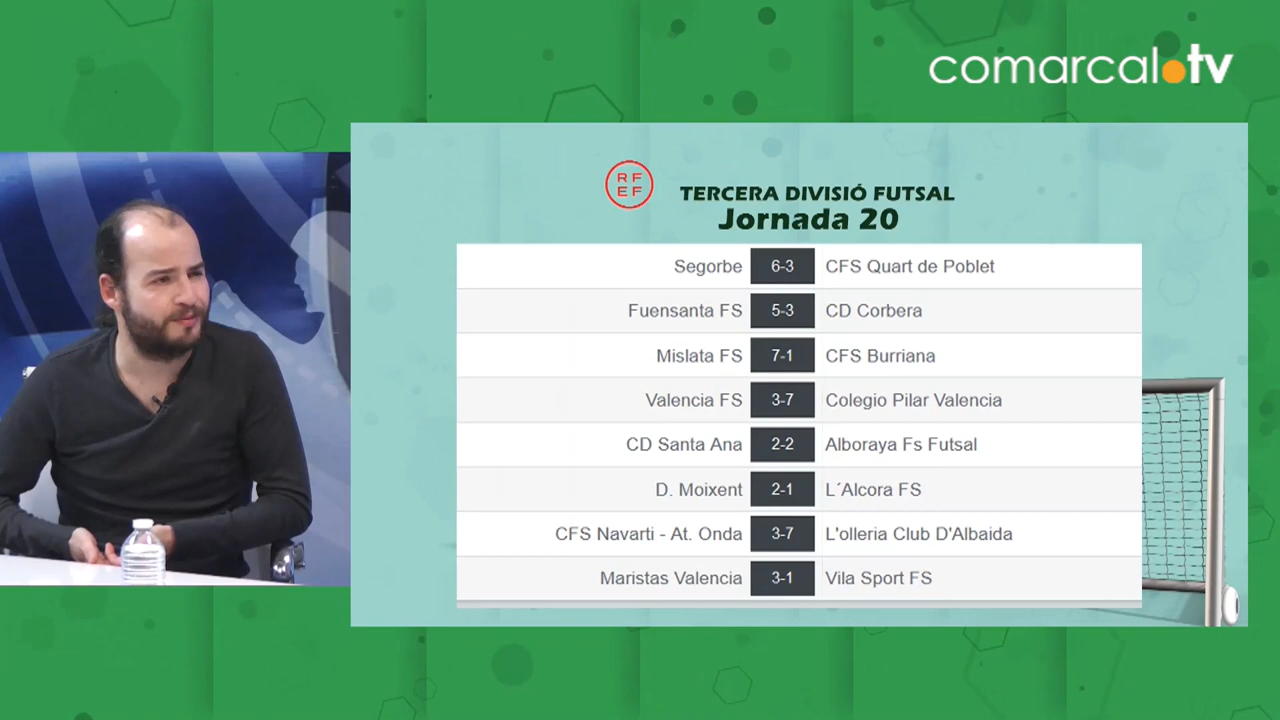 comarcal.tv
RF
EF
TERCERA DIVISIÓ FUTSAL
Jornada 20
Segorbe 6-3 CFS Quart de Poblet
Fuensanta FS 5-3 CD Corbera
Mislata FS 7-1 CFS Burriana
Valencia FS 3-7 Colegio Pilar Valencia
CD Santa Ana 2-2 Alboraya Fs Futsal
D. Moixent 2-1 L´Alcora FS
CFS Navarti - At. Onda 3-7 L'olleria Club D'Albaida
Maristas Valencia 3-1 Vila Sport FS